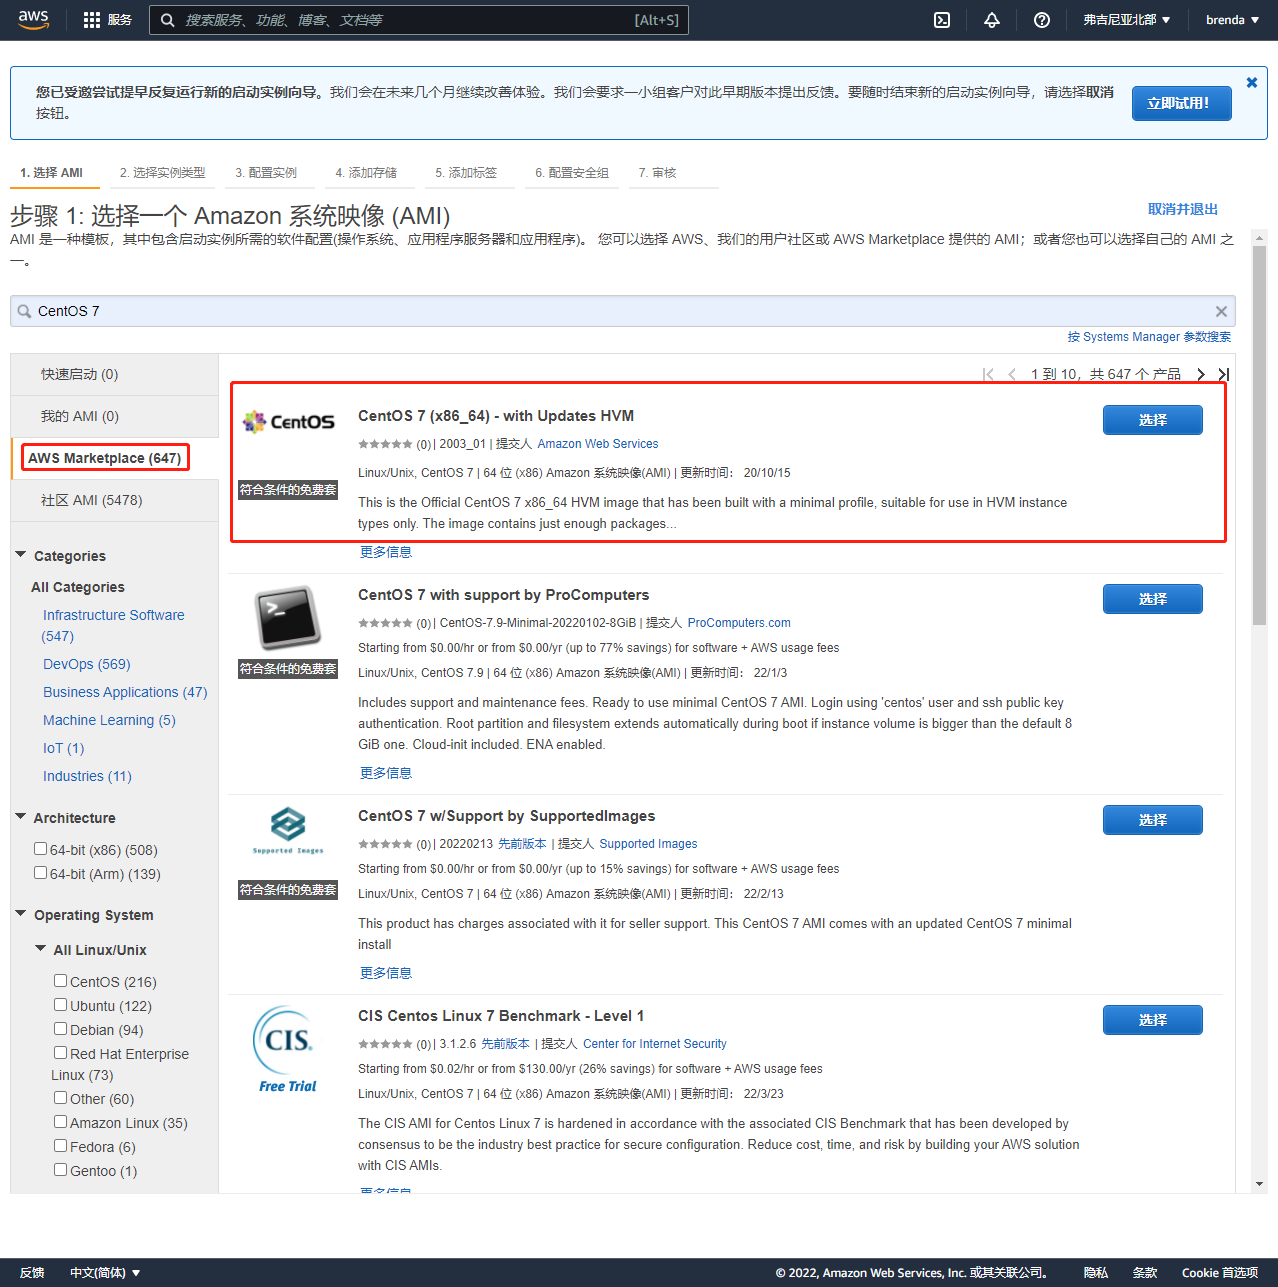 aws 服务 搜索服务、功能、博客、文档等 [Alt+S] 弗吉尼亚北部 ▼ brenda ▼
您已受邀尝试提早反复运行新的启动实例向导。我们会在未来几个月继续改善体验。我们会要求一小组客户对此早期版本提出反馈。要随时结束新的启动实例向导，请选择取消
按钮。
立即试用!
1. 选择 AMI 2. 选择实例类型 3. 配置实例 4. 添加存储 5. 添加标签 6. 配置安全组 7. 审核
步骤 1: 选择一个 Amazon 系统映像 (AMI)
取消并退出
AMI 是一种模板，其中包含启动实例所需的软件配置(操作系统、应用程序服务器和应用程序)。 您可以选择 AWS、我们的用户社区或 AWS Marketplace 提供的 AMI；或者您也可以选择自己的 AMI 之
一。
CentOS 7
按 Systems Manager 参数搜索
快速启动 (0)
我的 AMI (0)
AWS Marketplace (647)
社区 AMI (5478)
Categories
All Categories
Infrastructure Software
(547)
DevOps (569)
Business Applications (47)
Machine Learning (5)
IoT (1)
Industries (11)
Architecture
64-bit (x86) (508)
64-bit (Arm) (139)
Operating System
All Linux/Unix
CentOS (216)
Ubuntu (122)
Debian (94)
Red Hat Enterprise
Linux (73)
Other (60)
Amazon Linux (35)
Fedora (6)
Gentoo (1)
1 到 10，共 647 个 产品
CentOS
符合条件的免费套
CentOS 7 (x86_64) - with Updates HVM
选择
(0) | 2003_01 | 提交人 Amazon Web Services
Linux/Unix, CentOS 7 | 64 位 (x86) Amazon 系统映像(AMI) | 更新时间： 20/10/15
This is the Official CentOS 7 x86_64 HVM image that has been built with a minimal profile, suitable for use in HVM instance
types only. The image contains just enough packages...
更多信息
符合条件的免费套
CentOS 7 with support by ProComputers
选择
(0) | CentOS-7.9-Minimal-20220102-8GiB | 提交人 ProComputers.com
Starting from $0.00/hr or from $0.00/yr (up to 77% savings) for software + AWS usage fees
Linux/Unix, CentOS 7.9 | 64 位 (x86) Amazon 系统映像(AMI) | 更新时间： 22/1/3
Includes support and maintenance fees. Ready to use minimal CentOS 7 AMI. Login using 'centos' user and ssh public key
authentication. Root partition and filesystem extends automatically during boot if instance volume is bigger than the default 8
GiB one. Cloud-init included. ENA enabled.
更多信息
Supported Images
符合条件的免费套
CentOS 7 w/Support by SupportedImages
选择
(0) | 20220213 先前版本 | 提交人 Supported Images
Starting from $0.00/hr or from $0.00/yr (up to 15% savings) for software + AWS usage fees
Linux/Unix, CentOS 7 | 64 位 (x86) Amazon 系统映像(AMI) | 更新时间： 22/2/13
This product has charges associated with it for seller support. This CentOS 7 AMI comes with an updated CentOS 7 minimal
install
更多信息
CIS.
Free Trial
CIS Centos Linux 7 Benchmark - Level 1
选择
(0) | 3.1.2.6 先前版本 | 提交人 Center for Internet Security
Starting from $0.02/hr or from $130.00/yr (26% savings) for software + AWS usage fees
Linux/Unix, CentOS 7 | 64 位 (x86) Amazon 系统映像(AMI) | 更新时间： 22/3/23
The CIS AMI for Centos Linux 7 is hardened in accordance with the associated CIS Benchmark that has been developed by
consensus to be the industry best practice for secure configuration. Reduce cost, time, and risk by building your AWS solution
with CIS AMIs.
更多信息
反馈 中文(简体) ▼ © 2022, Amazon Web Services, Inc. 或其关联公司。 隐私 条款 Cookie 首选项